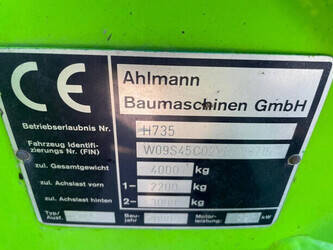 CE
Ahlmann
Baumaschinen GmbH
Betriebserlaubnis Nr. H735
Fahrzeug Identifi-
zierungs Nr. (FIN)
zul. Gesamtgewicht 4000 kg
zul. Achslast vorn 1- 2200 kg
zul. Achslast hinten 2- kg
Typ/
Ausf.
Bau-
jahr
Motor-
leistung: kW